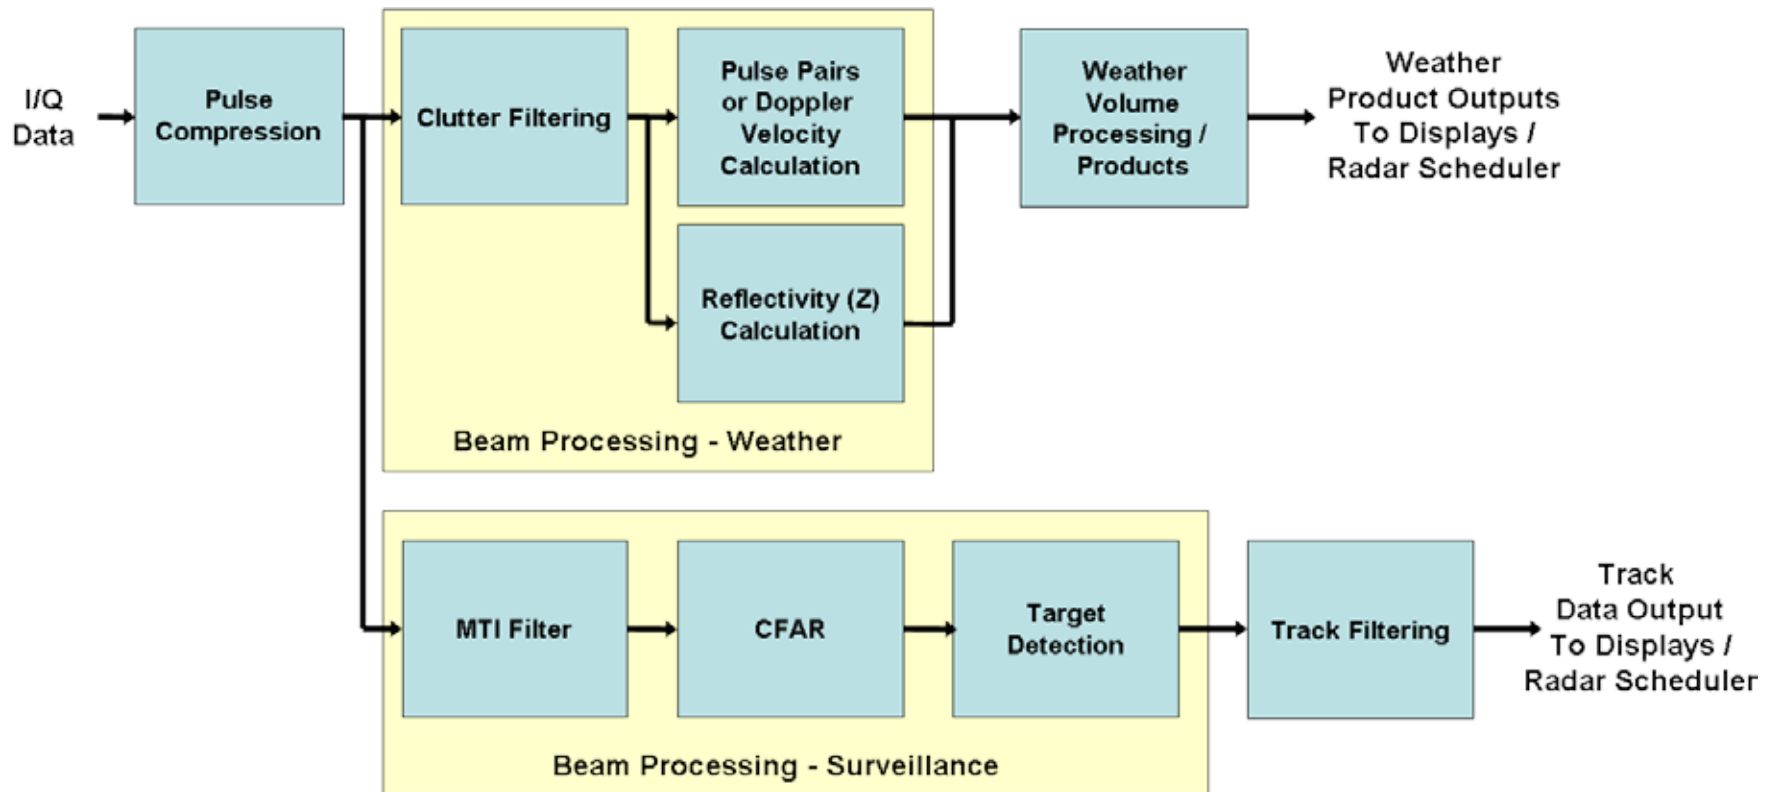 I/Q
Data
Pulse
Compression
Clutter Filtering
Pulse Pairs
or Doppler
Velocity
Calculation
Reflectivity (Z)
Calculation
Beam Processing - Weather
Weather
Volume
Processing /
Products
Weather
Product Outputs
To Displays /
Radar Scheduler
MTI Filter
CFAR
Target
Detection
Beam Processing - Surveillance
Track Filtering
Track
Data Output
To Displays /
Radar Scheduler